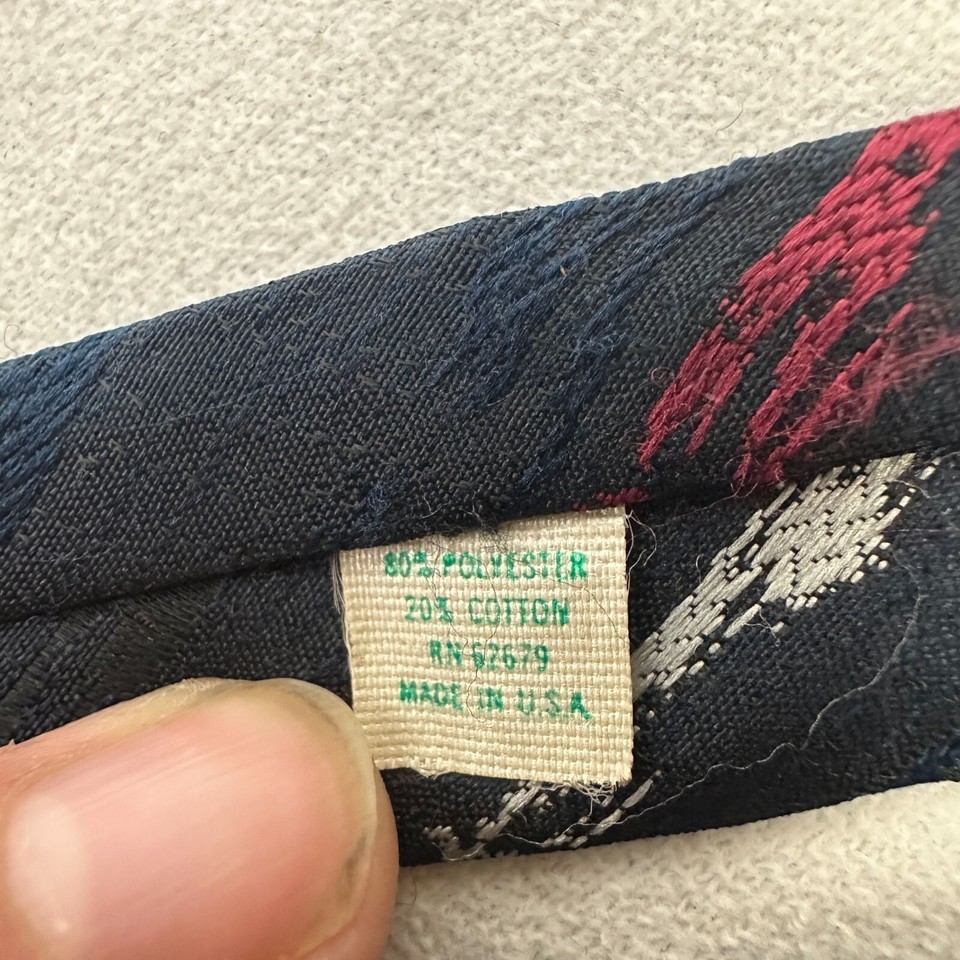 80% POLYESTER
20% COTTON
RN 62679
MADE IN U.S.A.